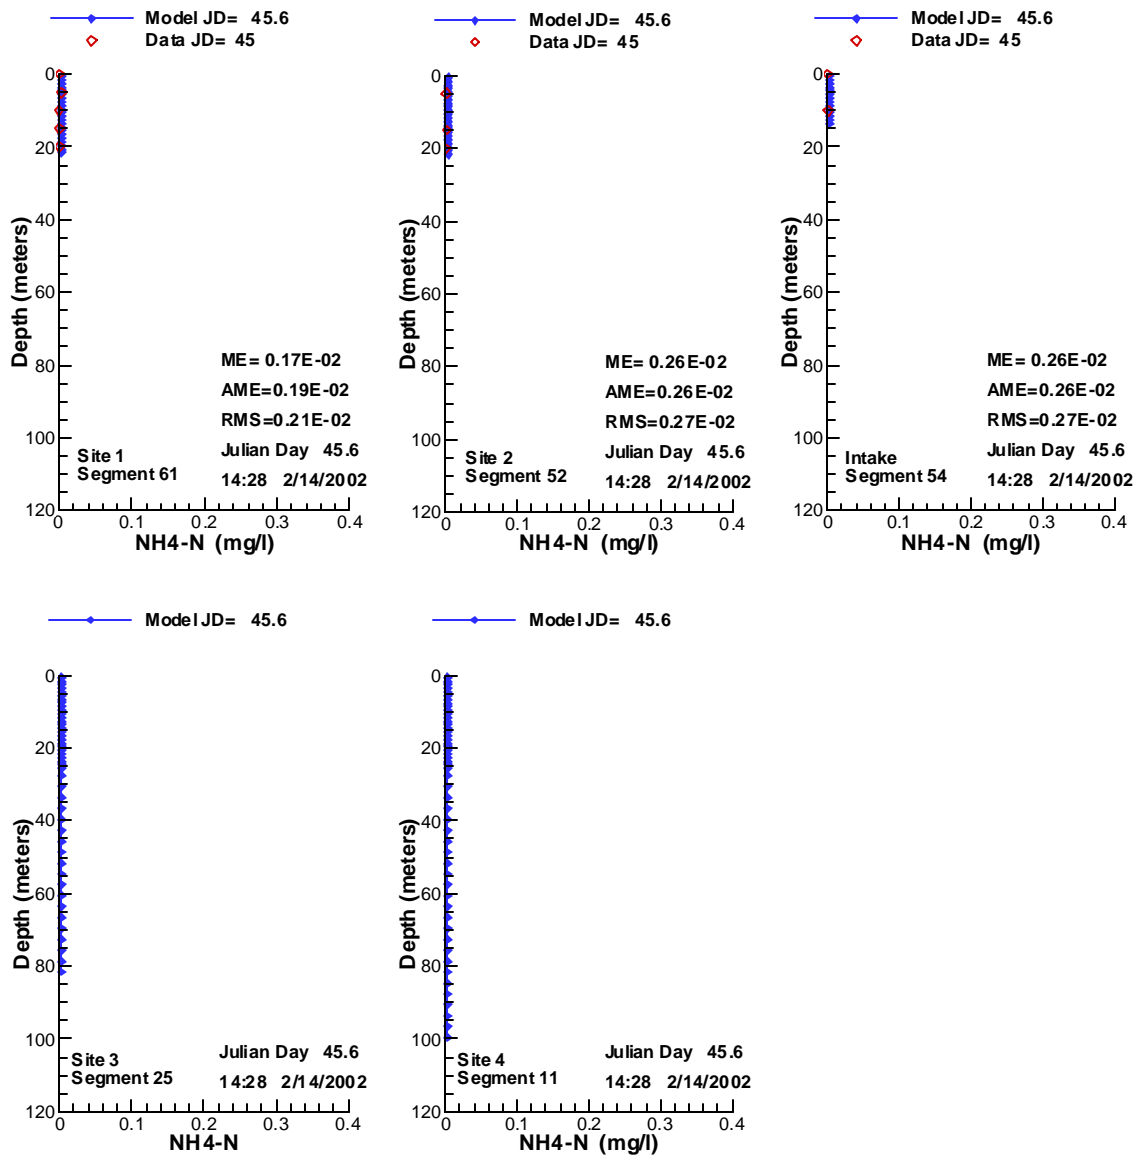 Model JD= 45.6
Data JD= 45
0
20
40
60
80
100
120
Depth (meters)
ME= 0.17E-02
AME=0.19E-02
RMS=0.21E-02
Julian Day 45.6
14:28 2/14/2002
Site 1
Segment 61
0 0.1 0.2 0.3 0.4
NH4-N (mg/l)
Model JD= 45.6
Data JD= 45
0
20
40
60
80
100
120
Depth (meters)
ME= 0.26E-02
AME=0.26E-02
RMS=0.27E-02
Julian Day 45.6
14:28 2/14/2002
Site 2
Segment 52
0 0.1 0.2 0.3 0.4
NH4-N (mg/l)
Model JD= 45.6
Data JD= 45
0
20
40
60
80
100
120
Depth (meters)
ME= 0.26E-02
AME=0.26E-02
RMS=0.27E-02
Julian Day 45.6
14:28 2/14/2002
Intake
Segment 54
0 0.1 0.2 0.3 0.4
NH4-N (mg/l)
Model JD= 45.6
0
20
40
60
80
100
120
Depth (meters)
Julian Day 45.6
14:28 2/14/2002
Site 3
Segment 25
0 0.1 0.2 0.3 0.4
NH4-N
Model JD= 45.6
0
20
40
60
80
100
120
Depth (meters)
Julian Day 45.6
14:28 2/14/2002
Site 4
Segment 11
0 0.1 0.2 0.3 0.4
NH4-N (mg/l)